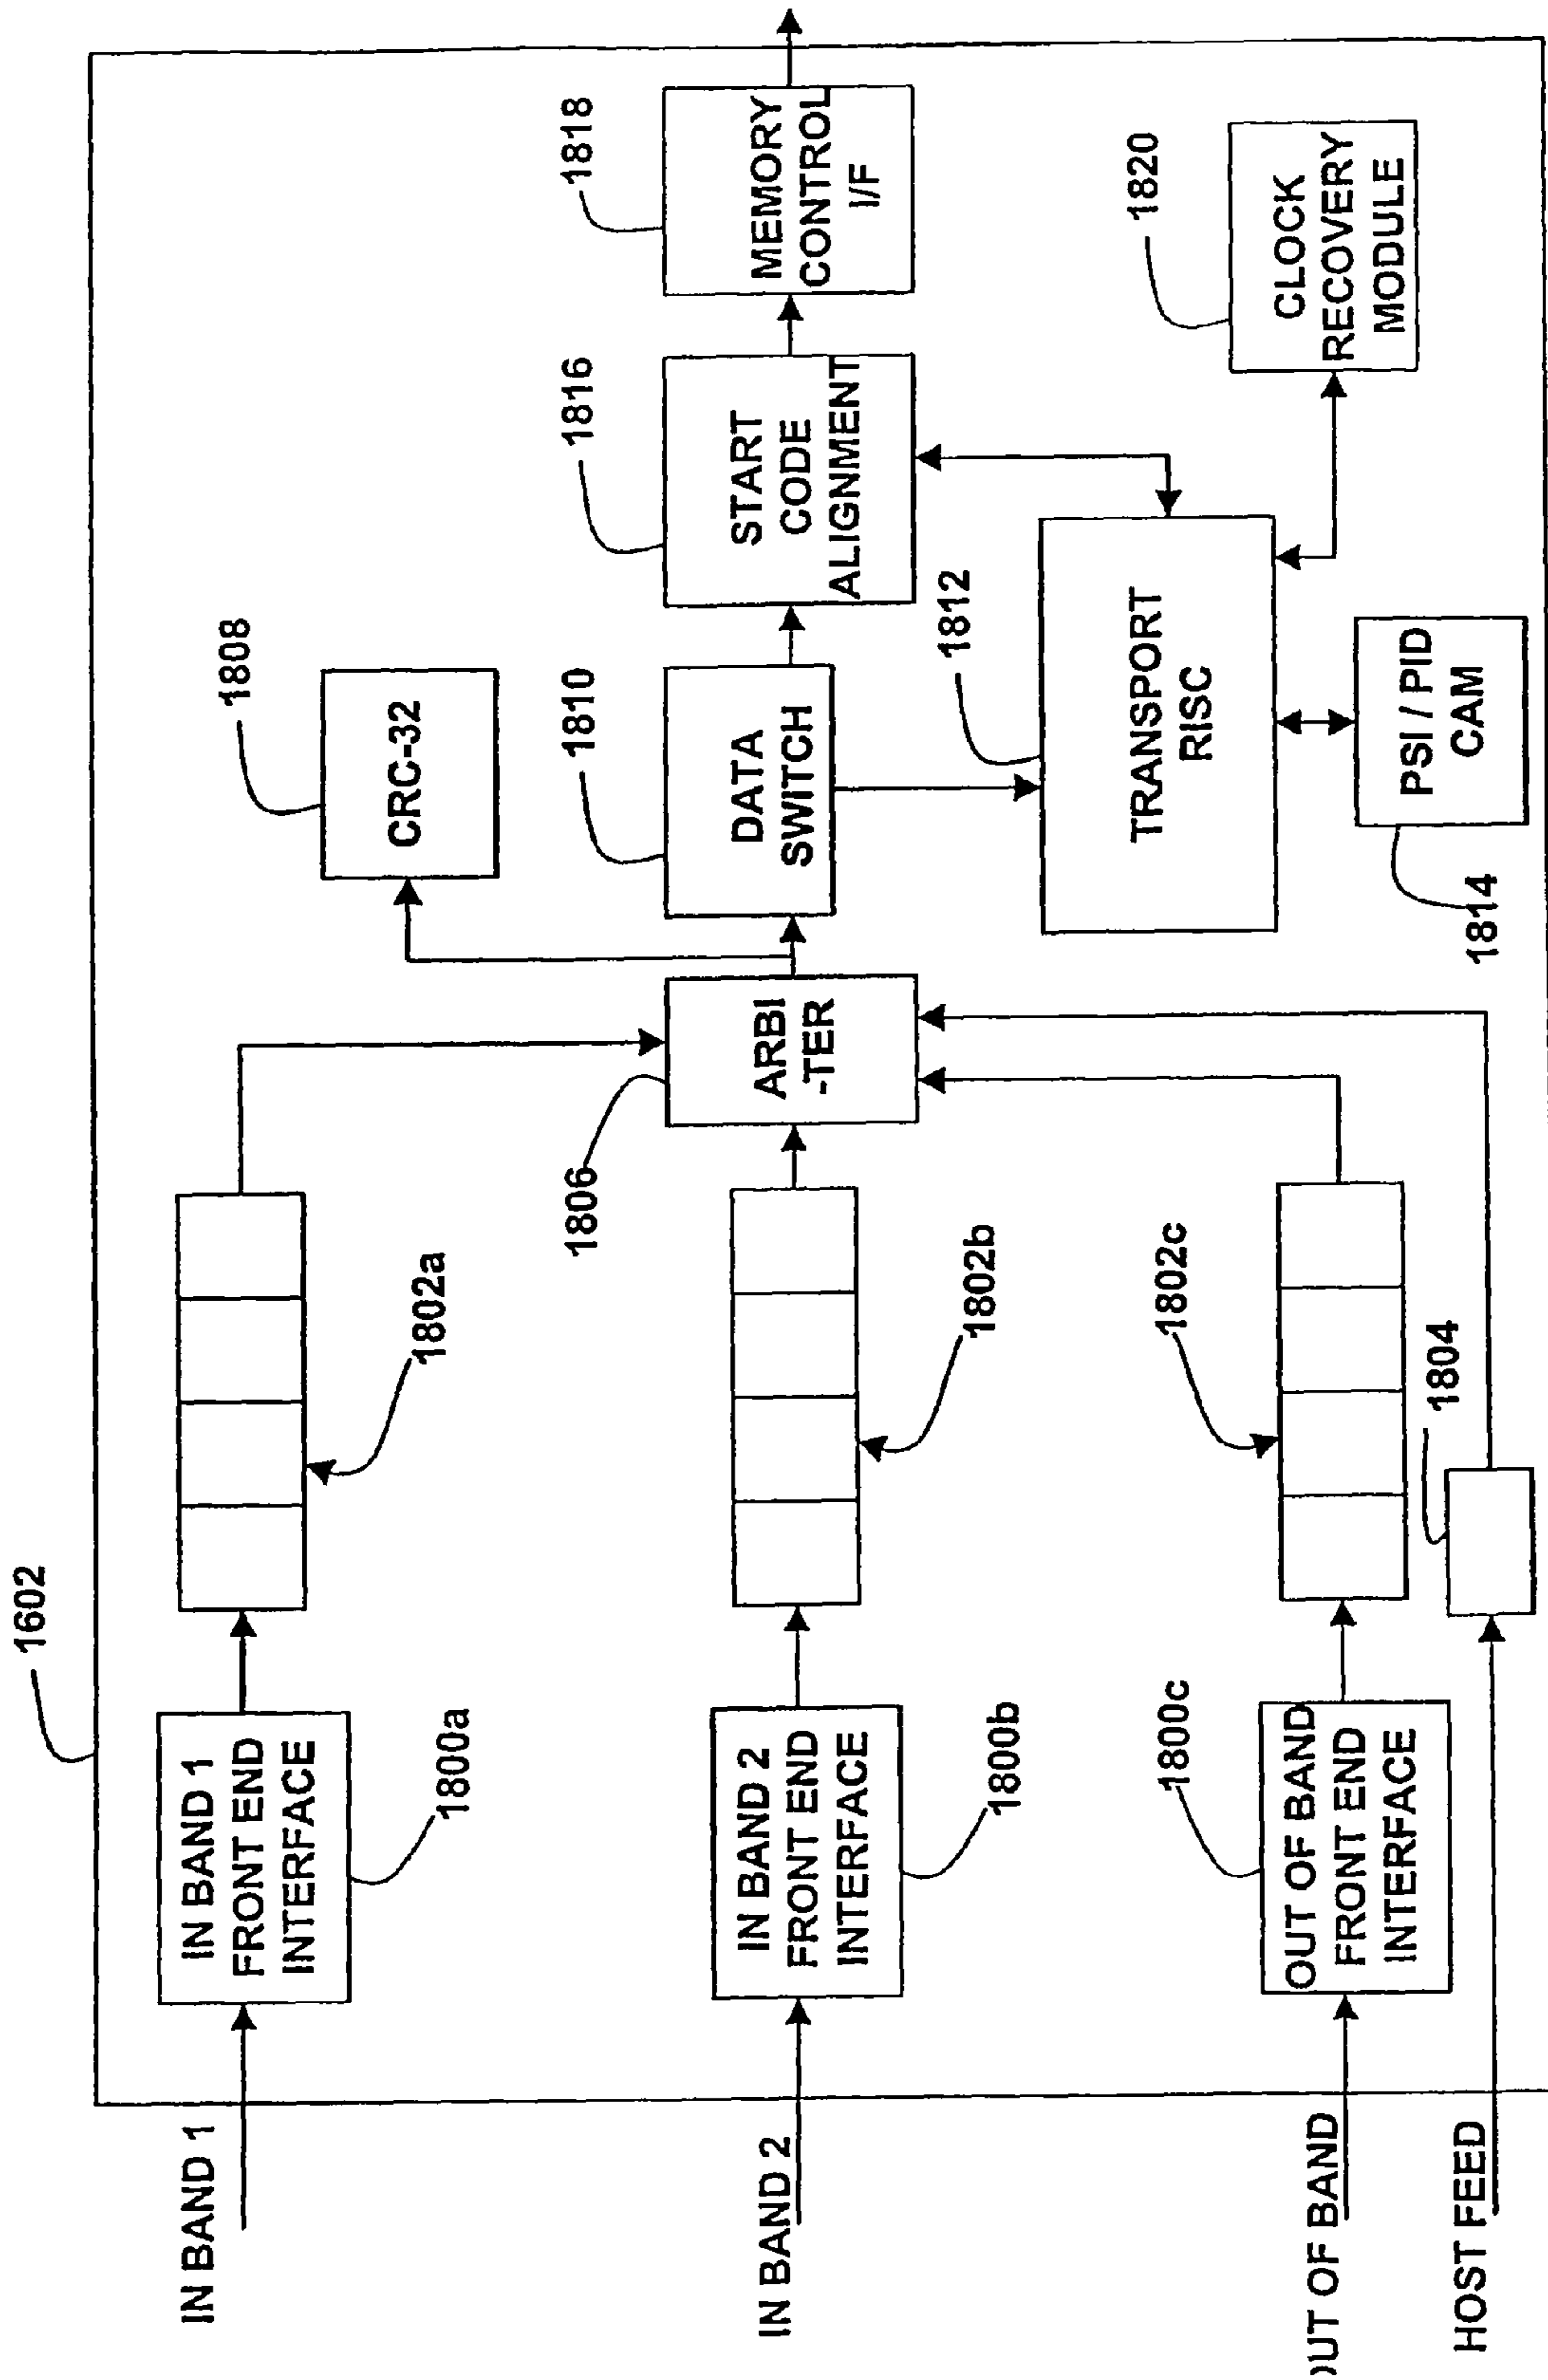 1602
IN BAND 1
IN BAND 1
FRONT END
INTERFACE
1800a
1802a
1808
CRC-32
IN BAND 2
IN BAND 2
FRONT END
INTERFACE
1800b
1802b
1806
ARBI
-TER
1810
DATA
SWITCH
1816
START
CODE
ALIGNMENT
1818
MEMORY
CONTROL
I/F
1812
TRANSPORT
RISC
1820
CLOCK
RECOVERY
MODULE
PSI / PID
CAM
1814
OUT OF BAND
OUT OF BAND
FRONT END
INTERFACE
1800c
1802c
1804
HOST FEED